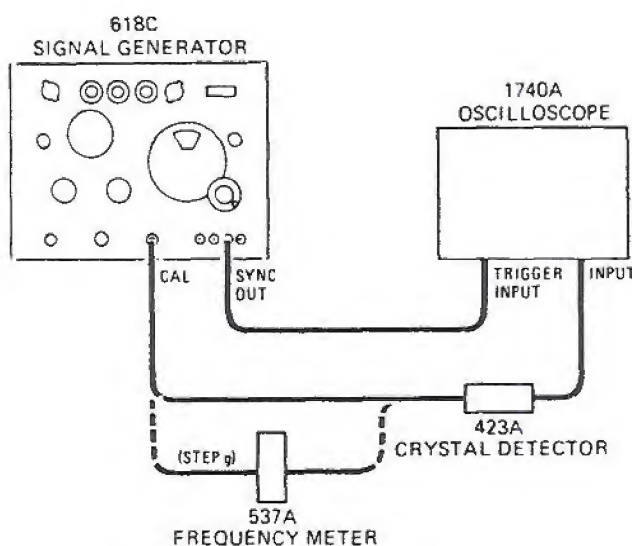 618C
SIGNAL GENERATOR
1740A
OSCILLOSCOPE
CAL
SYNC
OUT
TRIGGER
INPUT
INPUT
(STEP g)
423A
CRYSTAL DETECTOR
537A
FREQUENCY METER